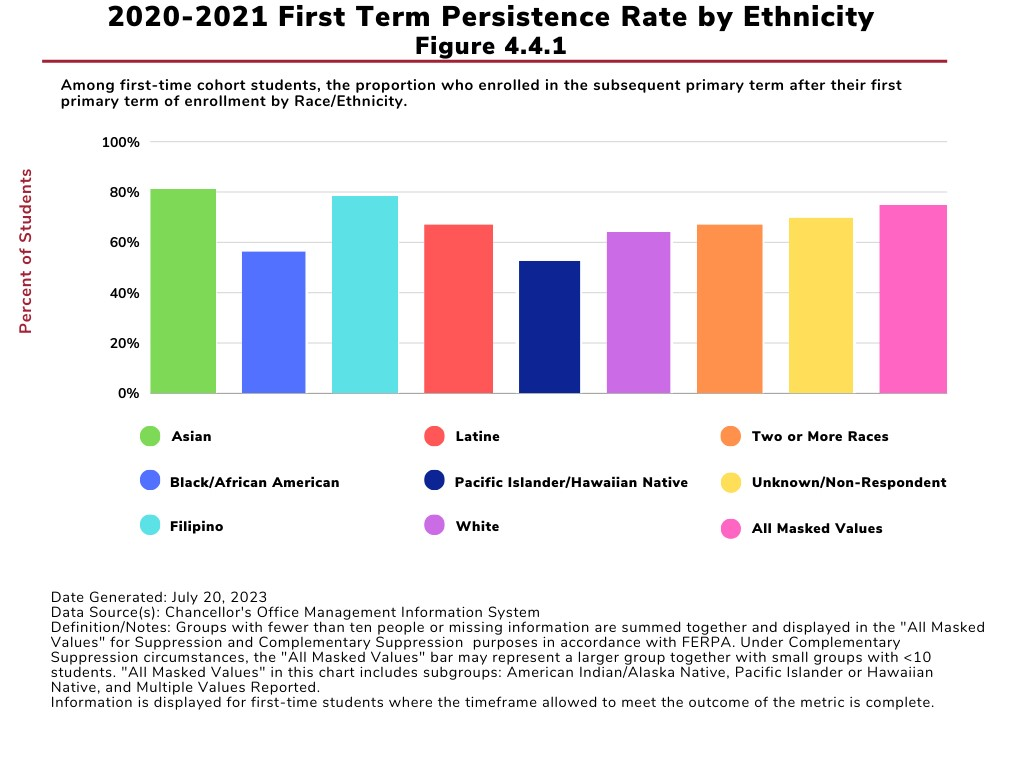 2020-2021 First Term Persistence Rate by Ethnicity
Figure 4.4.1
Among first-time cohort students, the proportion who enrolled in the subsequent primary term after their first
primary term of enrollment by Race/Ethnicity.
Percent of Students
100%
80%
60%
40%
20%
0%
Asian
Latine
Two or More Races
Black/African American
Pacific Islander/Hawaiian Native
Unknown/Non-Respondent
Filipino
White
All Masked Values
Date Generated: July 20, 2023
Data Source(s): Chancellor's Office Management Information System
Definition/Notes: Groups with fewer than ten people or missing information are summed together and displayed in the "All Masked
Values" for Suppression and Complementary Suppression  purposes in accordance with FERPA. Under Complementary
Suppression circumstances, the "All Masked Values" bar may represent a larger group together with small groups with <10
students. "All Masked Values" in this chart includes subgroups: American Indian/Alaska Native, Pacific Islander or Hawaiian
Native, and Multiple Values Reported.
Information is displayed for first-time students where the timeframe allowed to meet the outcome of the metric is complete.